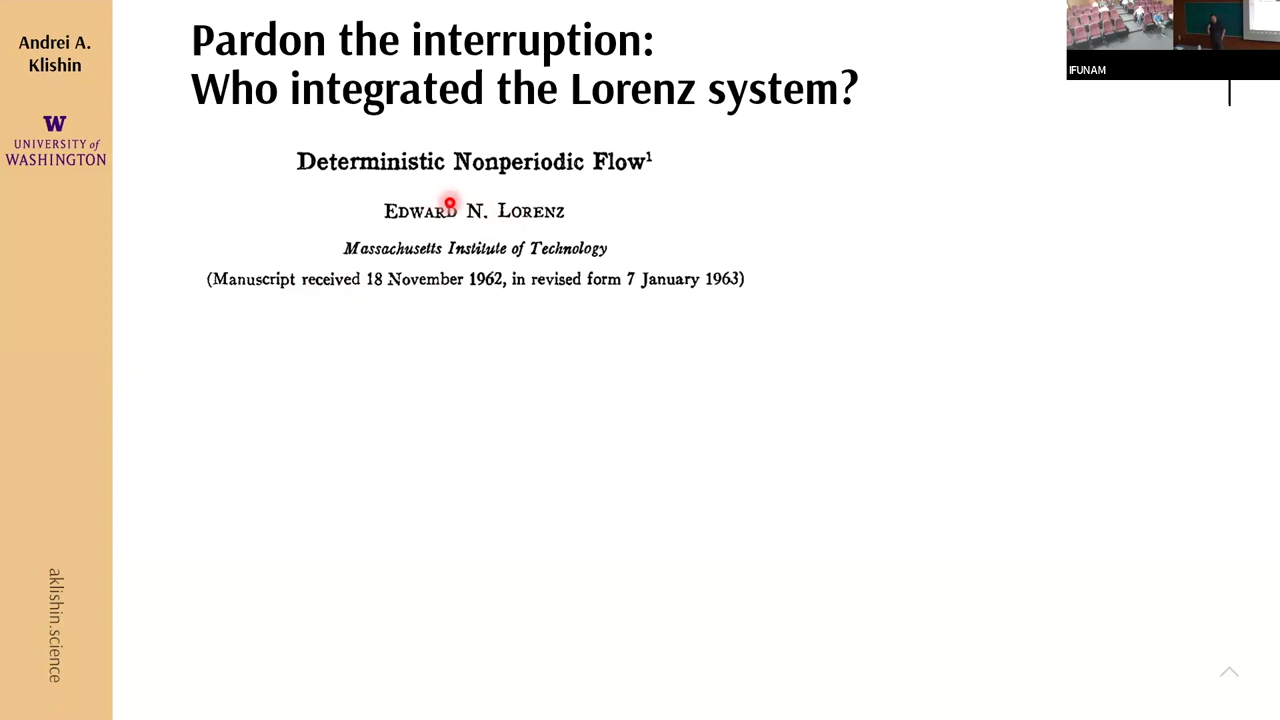 Andrei A.
Klishin
W
UNIVERSITY of
WASHINGTON
aklishin.science
Pardon the interruption:
Who integrated the Lorenz system?
Deterministic Nonperiodic Flow¹
EDWARD N. LORENZ
Massachusetts Institute of Technology
(Manuscript received 18 November 1962, in revised form 7 January 1963)
IFUNAM